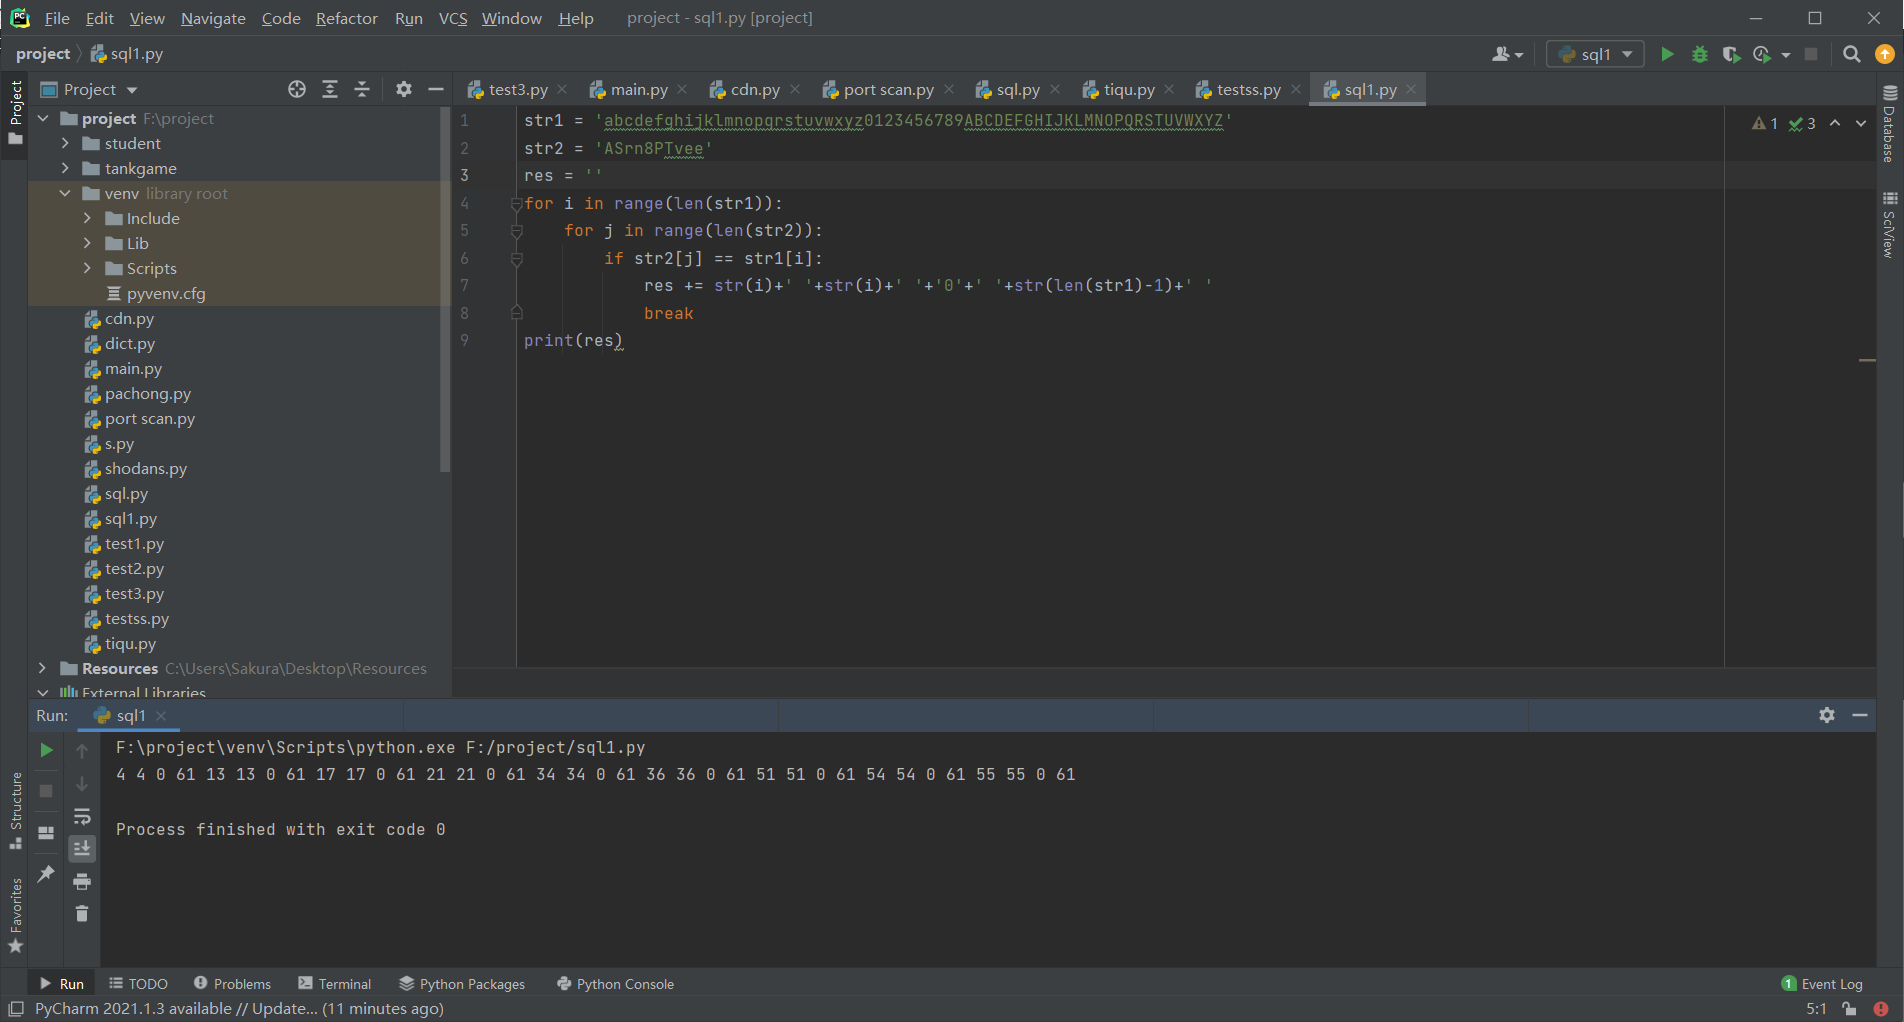 File Edit View Navigate Code Refactor Run VCS Window Help project - sql1.py [project]
project sql1.py
sql1
Project
test3.py main.py cdn.py port scan.py sql.py tiqu.py testss.py sql1.py
Project
project F:\project
student
tankgame
venv library root
Include
Lib
Scripts
pyvenv.cfg
cdn.py
dict.py
main.py
pachong.py
port scan.py
s.py
shodans.py
sql.py
sql1.py
test1.py
test2.py
test3.py
testss.py
tiqu.py
Resources C:\Users\Sakura\Desktop\Resources
External Libraries
1 str1 = 'abcdefghijklmnopqrstuvwxyz0123456789ABCDEFGHIJKLMNOPQRSTUVWXYZ'
2 str2 = 'ASrn8PTvee'
3 res = ''
4 for i in range(len(str1)):
5 for j in range(len(str2)):
6 if str2[j] == str1[i]:
7 res += str(i)+' '+str(i)+' '+'0'+' '+str(len(str1)-1)+' '
8 break
9 print(res)
1 3
Database
SciView
Run: sql1
F:\project\venv\Scripts\python.exe F:/project/sql1.py
4 4 0 61 13 13 0 61 17 17 0 61 21 21 0 61 34 34 0 61 36 36 0 61 51 51 0 61 54 54 0 61 55 55 0 61
Process finished with exit code 0
Structure
Favorites
Run TODO Problems Terminal Python Packages Python Console 1 Event Log
PyCharm 2021.1.3 available // Update... (11 minutes ago) 5:1